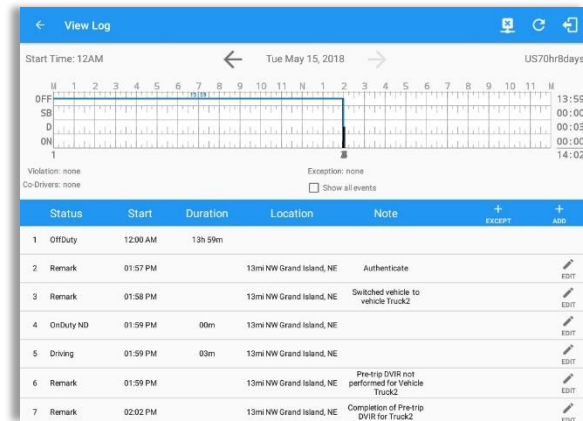 View Log
Start Time: 12AM Tue May 15, 2018 US70hr8days
M 1 2 3 4 5 6 7 8 9 10 11 N 1 2 3 4 5 6 7 8 9 10 11 M
OFF 13:59
SB 00:00
D 00:03
ON 00:00
1 14:02
Violation: none Exception: none
Co-Drivers: none Show all events
Status Start Duration Location Note + EXCEPT + ADD
1 OffDuty 12:00 AM 13h 59m
2 Remark 01:57 PM 13mi NW Grand Island, NE Authenticate EDIT
3 Remark 01:58 PM 13mi NW Grand Island, NE Switched vehicle to vehicle Truck2 EDIT
4 OnDuty ND 01:59 PM 00m 13mi NW Grand Island, NE EDIT
5 Driving 01:59 PM 03m 13mi NW Grand Island, NE EDIT
6 Remark 01:59 PM 13mi NW Grand Island, NE Pre-trip DVIR not performed for Vehicle Truck2 EDIT
7 Remark 02:02 PM 13mi NW Grand Island, NE Completion of Pre-trip DVIR for Truck2 EDIT